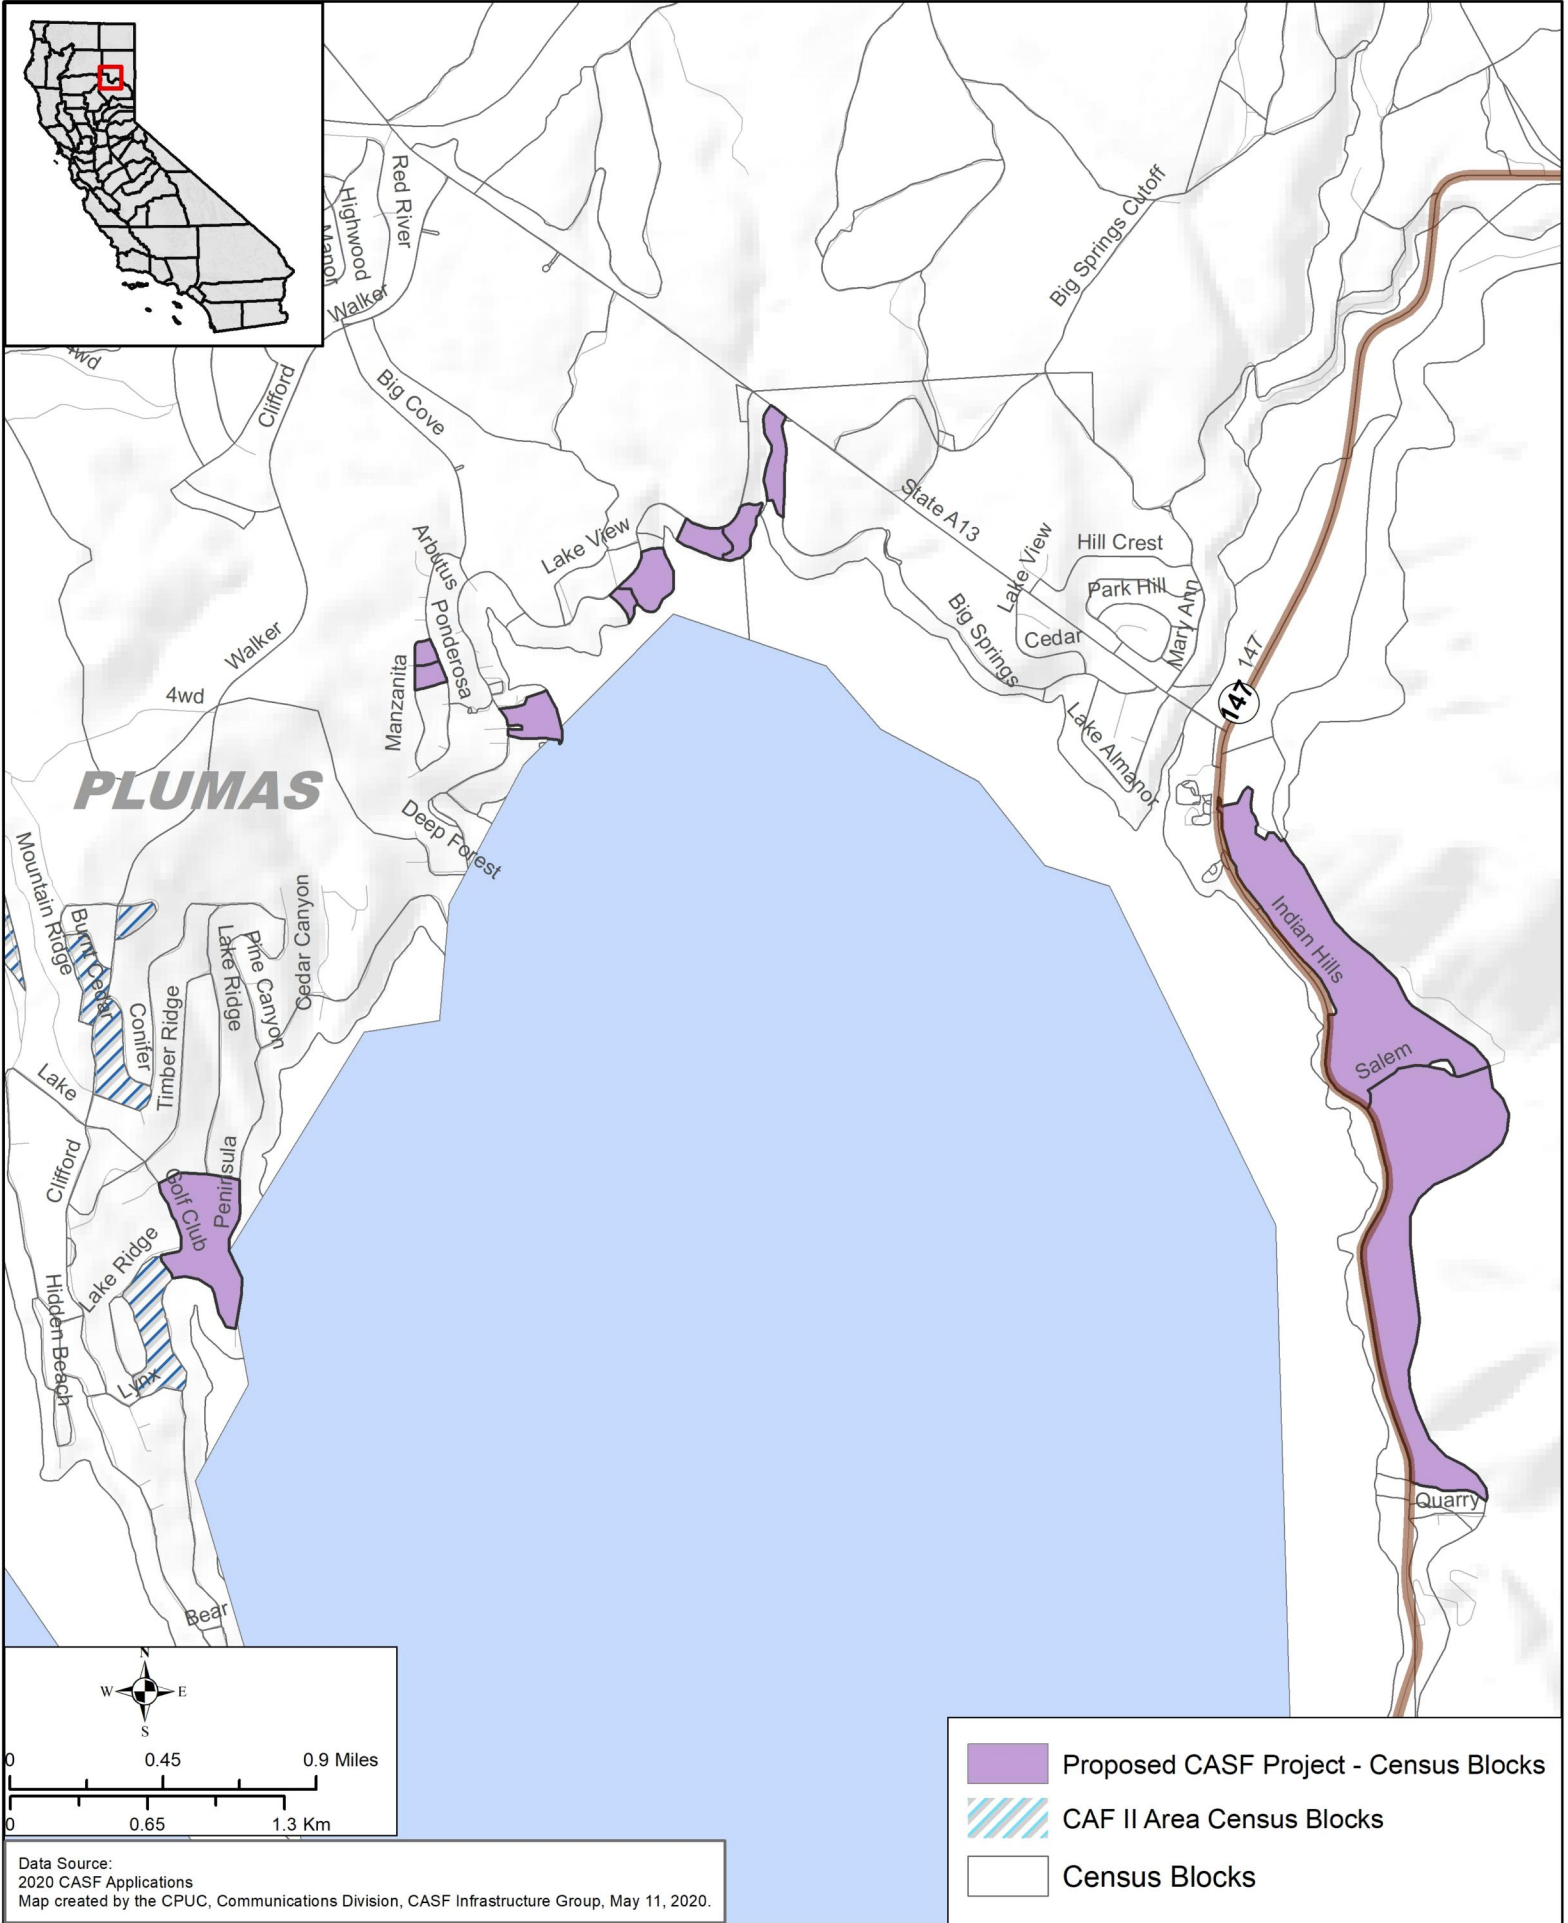 Red River
Highwood
Manor
Walker
4wd
Clifford
Big Cove
Big Springs Cutoff
Arbutus
Lake View
State A13
Lake View
Hill Crest
Park Hill
Mary Ann
Cedar
Big Springs
Ponderosa
Manzanita
Walker
4wd
147
147
Lake Almanor
PLUMAS
Deep Forest
Mountain Ridge
Burnt Cedar
Conifer
Timber Ridge
Lake Ridge
Pine Canyon
Cedar Canyon
Indian Hills
Salem
Lake
Clifford
Golf Club
Peninsula
Lake Ridge
Hidden Beach
Lynx
Quarry
Bear
N
W E
S
0 0.45 0.9 Miles
0 0.65 1.3 Km
Proposed CASF Project - Census Blocks
CAF II Area Census Blocks
Census Blocks
Data Source:
2020 CASF Applications
Map created by the CPUC, Communications Division, CASF Infrastructure Group, May 11, 2020.